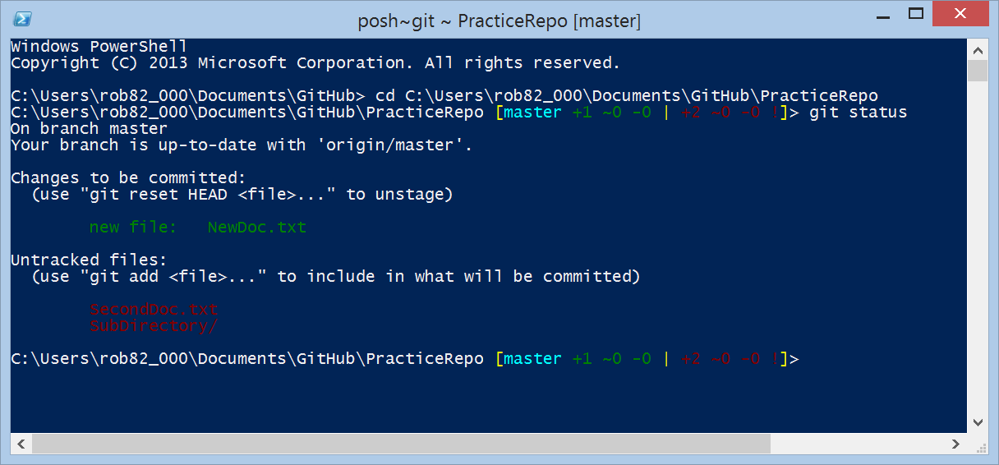 posh~git ~ PracticeRepo [master]
Windows PowerShell
Copyright (C) 2013 Microsoft Corporation. All rights reserved.
C:\Users\rob82_000\Documents\GitHub> cd C:\Users\rob82_000\Documents\GitHub\PracticeRepo
C:\Users\rob82_000\Documents\GitHub\PracticeRepo [master +1 ~0 -0 | +2 ~0 -0 !]> git status
On branch master
Your branch is up-to-date with 'origin/master'.
Changes to be committed:
  (use "git reset HEAD <file>..." to unstage)
        new file:   NewDoc.txt
Untracked files:
  (use "git add <file>..." to include in what will be committed)
        SecondDoc.txt
        SubDirectory/
C:\Users\rob82_000\Documents\GitHub\PracticeRepo [master +1 ~0 -0 | +2 ~0 -0 !]>